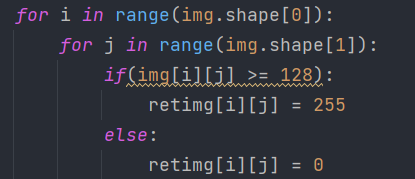 for i in range(img.shape[0]):
    for j in range(img.shape[1]):
        if(img[i][j] >= 128):
            retimg[i][j] = 255
        else:
            retimg[i][j] = 0